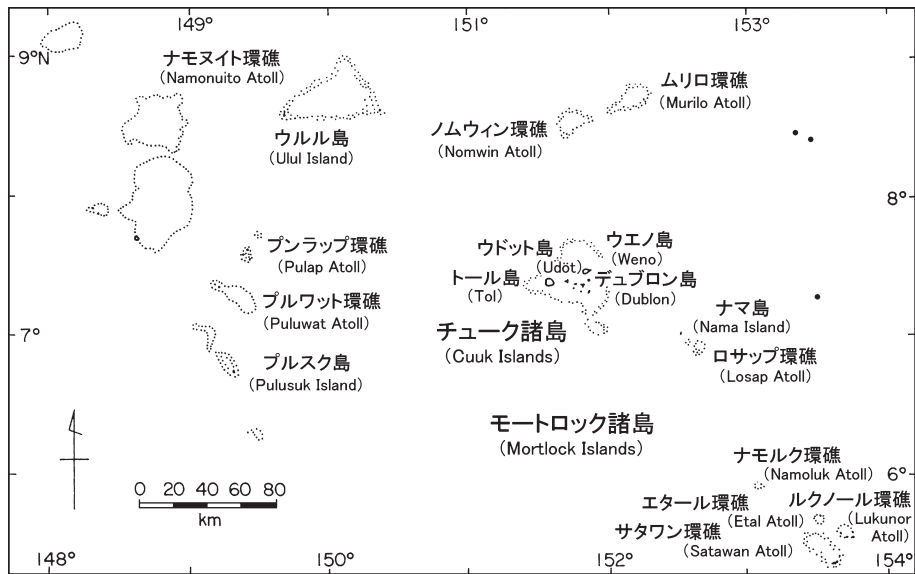 149°
151°
153°
9°N
ナモヌイト環礁
(Namonuito Atoll)
ムリロ環礁
(Murilo Atoll)
ウルル島
(Ulul Island)
ノムウィン環礁
(Nomwin Atoll)
8°
プンラップ環礁
(Pulap Atoll)
ウドット島
(Udöt)
ウエノ島
(Weno)
トール島
(Tol)
デュブロン島
(Dublon)
プルワット環礁
(Puluwat Atoll)
ナマ島
(Nama Island)
7°
チューク諸島
(Cuuk Islands)
ロサップ環礁
(Losap Atoll)
プルスク島
(Pulusuk Island)
モートロック諸島
(Mortlock Islands)
ナモルク環礁
(Namoluk Atoll)
6°
0 20 40 60 80
km
エタール環礁
(Etal Atoll)
ルクノール環礁
(Lukunor
Atoll)
サタワン環礁
(Satawan Atoll)
148°
150°
152°
154°